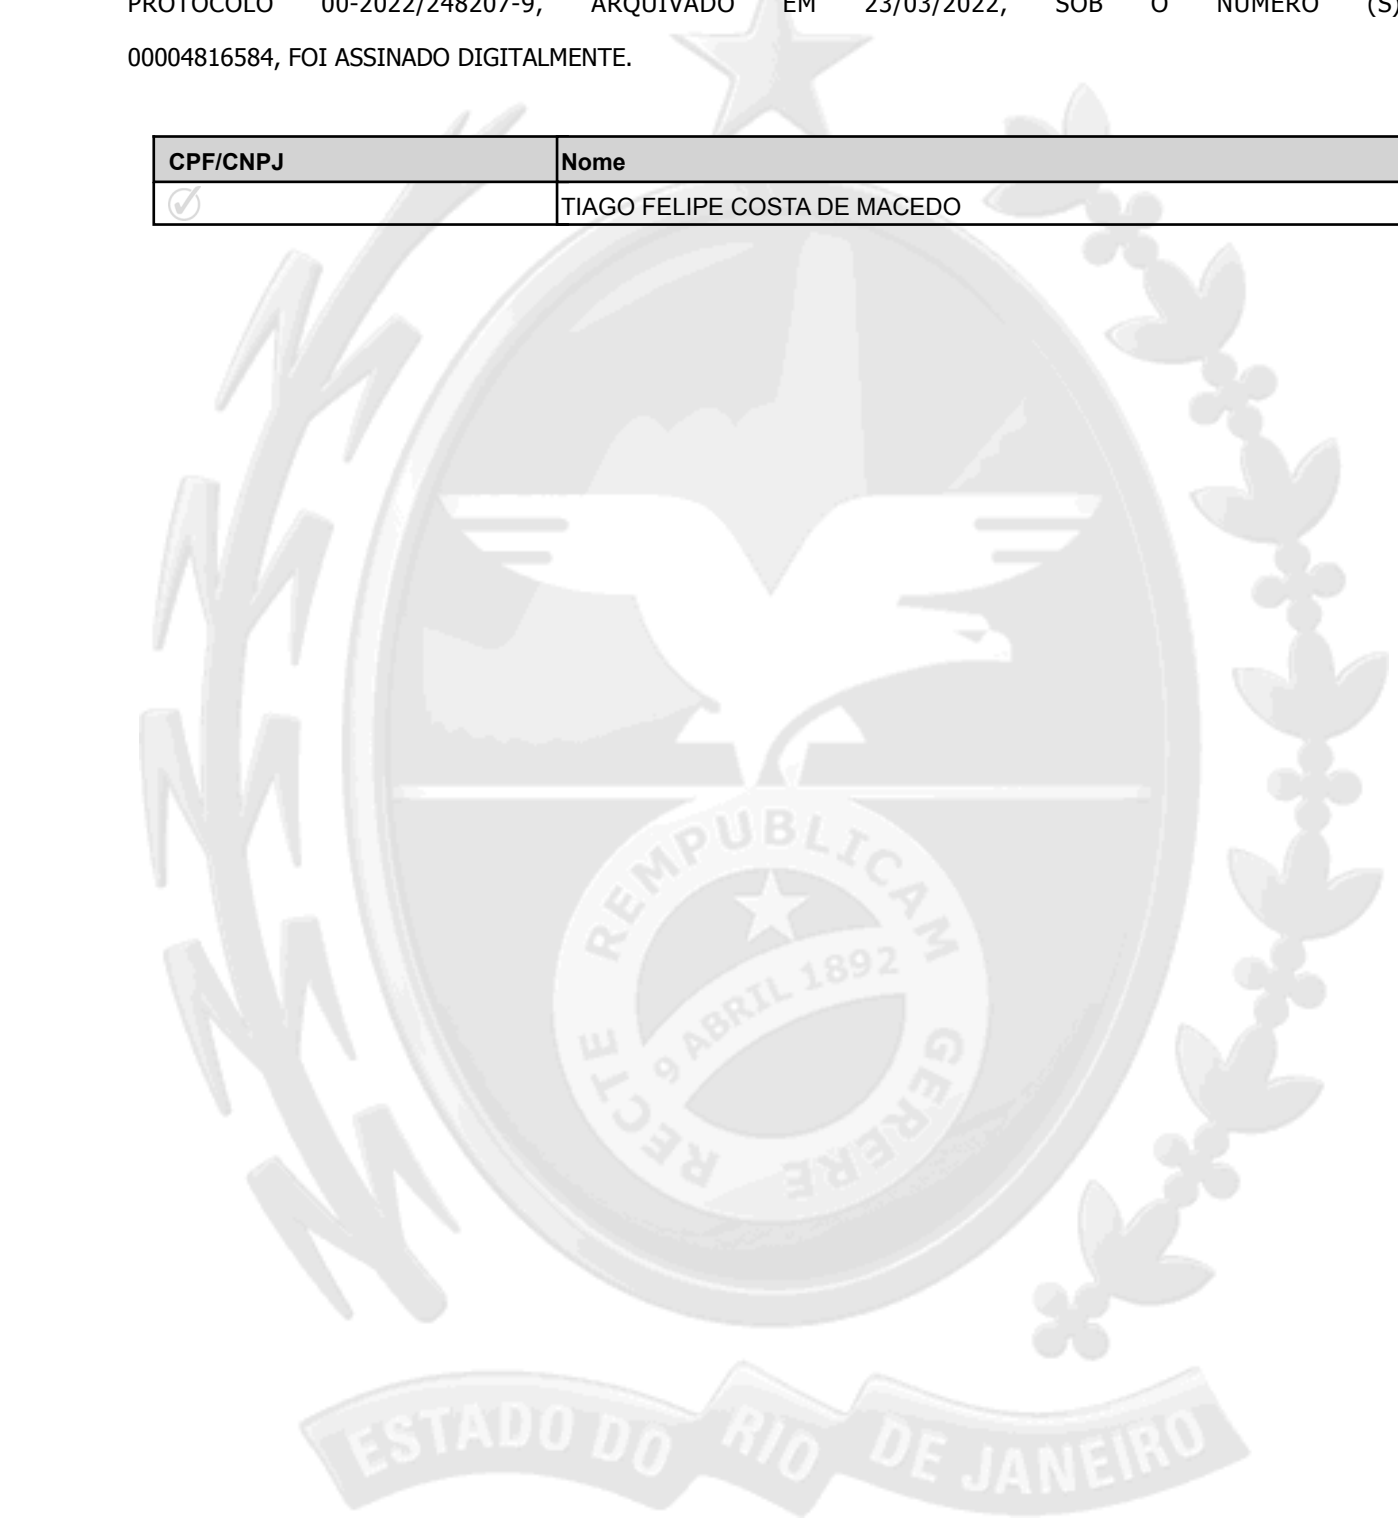 PROTOCOLO 00-2022/248207-9, ARQUIVADO EM 23/03/2022, SOB O NÚMERO (S)
00004816584, FOI ASSINADO DIGITALMENTE.
CPF/CNPJ Nome
TIAGO FELIPE COSTA DE MACEDO
RECTE REMPUBLICAM GERERE
9 ABRIL 1892
ESTADO DO RIO DE JANEIRO